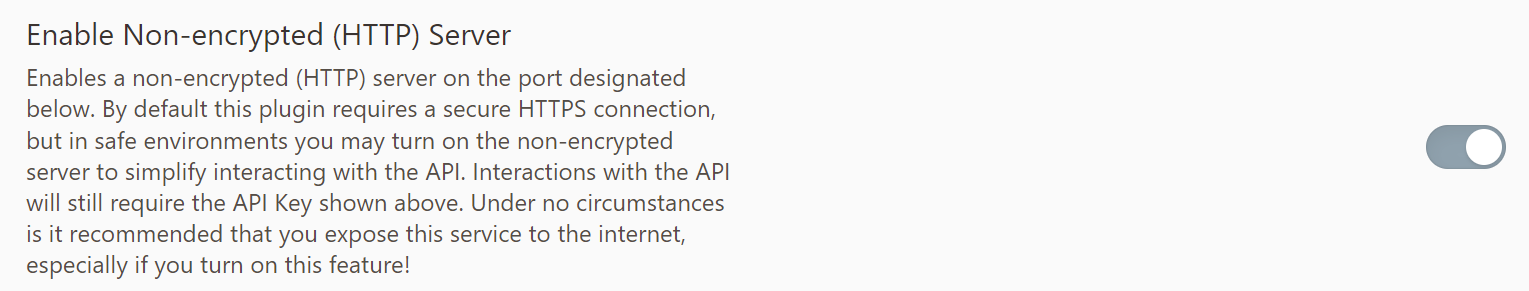 Enable Non-encrypted (HTTP) Server
Enables a non-encrypted (HTTP) server on the port designated
below. By default this plugin requires a secure HTTPS connection,
but in safe environments you may turn on the non-encrypted
server to simplify interacting with the API. Interactions with the API
will still require the API Key shown above. Under no circumstances
is it recommended that you expose this service to the internet,
especially if you turn on this feature!